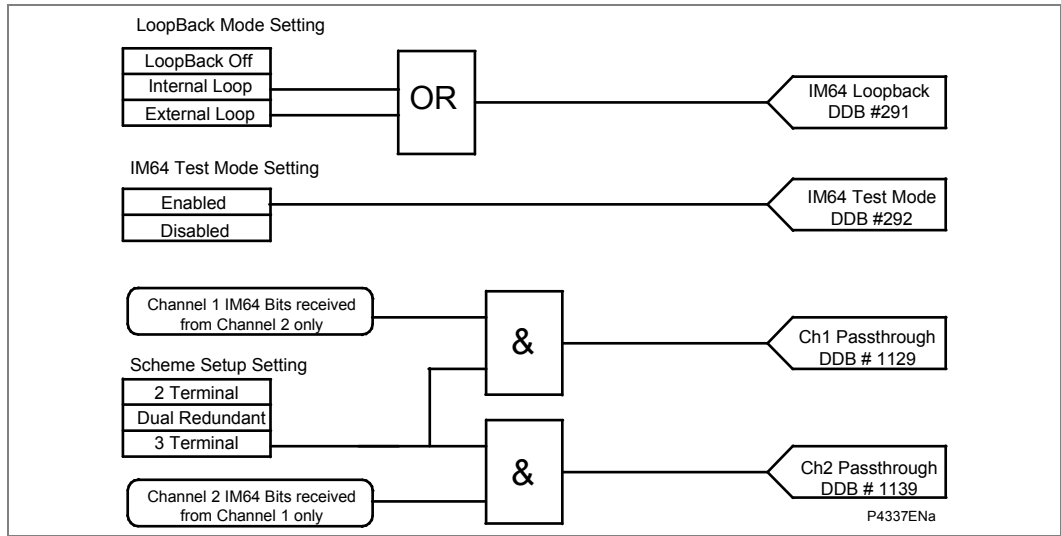 LoopBack Mode Setting
LoopBack Off
Internal Loop
External Loop
OR
IM64 Loopback
DDB #291
IM64 Test Mode Setting
Enabled
Disabled
IM64 Test Mode
DDB #292
Channel 1 IM64 Bits received
from Channel 2 only
&
Ch1 Passthrough
DDB # 1129
Scheme Setup Setting
2 Terminal
Dual Redundant
3 Terminal
&
Ch2 Passthrough
DDB # 1139
Channel 2 IM64 Bits received
from Channel 1 only
P4337ENa